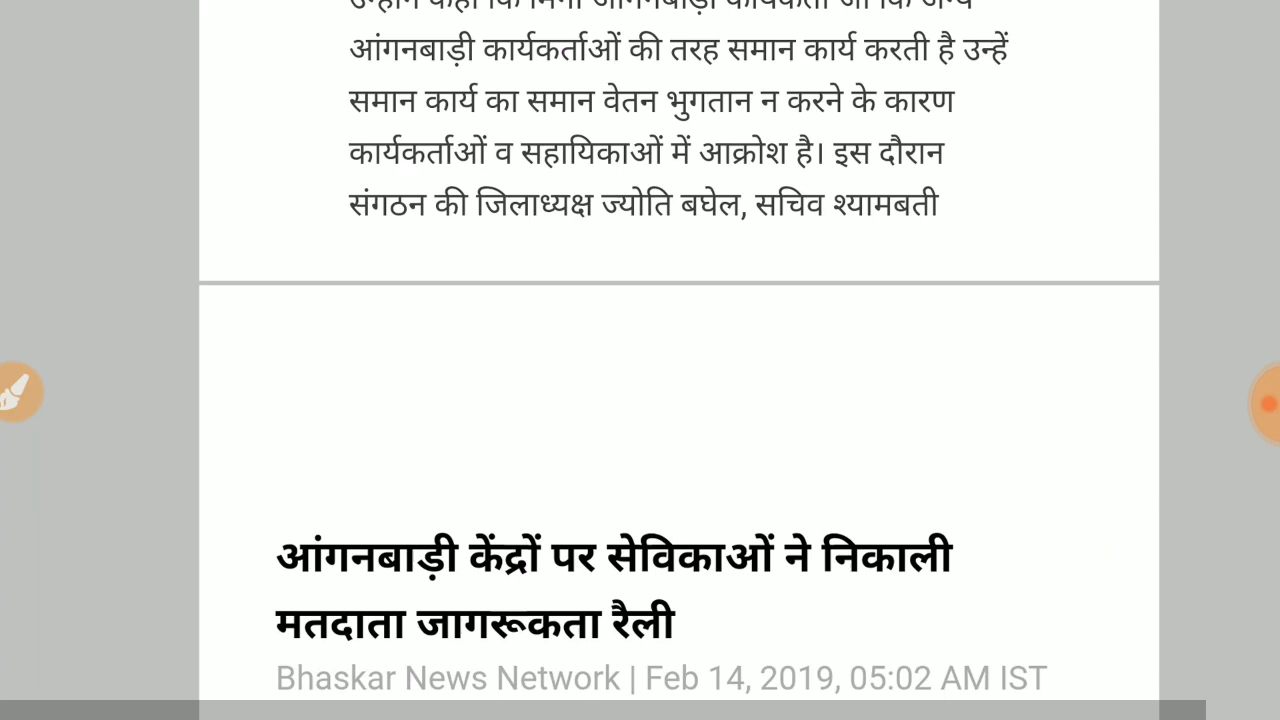 आंगनबाड़ी कार्यकर्ताओं की तरह समान कार्य करती है उन्हें
समान कार्य का समान वेतन भुगतान न करने के कारण
कार्यकर्ताओं व सहायिकाओं में आक्रोश है। इस दौरान
संगठन की जिलाध्यक्ष ज्योति बघेल, सचिव श्यामबती
आंगनबाड़ी केंद्रों पर सेविकाओं ने निकाली
मतदाता जागरूकता रैली
Bhaskar News Network | Feb 14, 2019, 05:02 AM IST